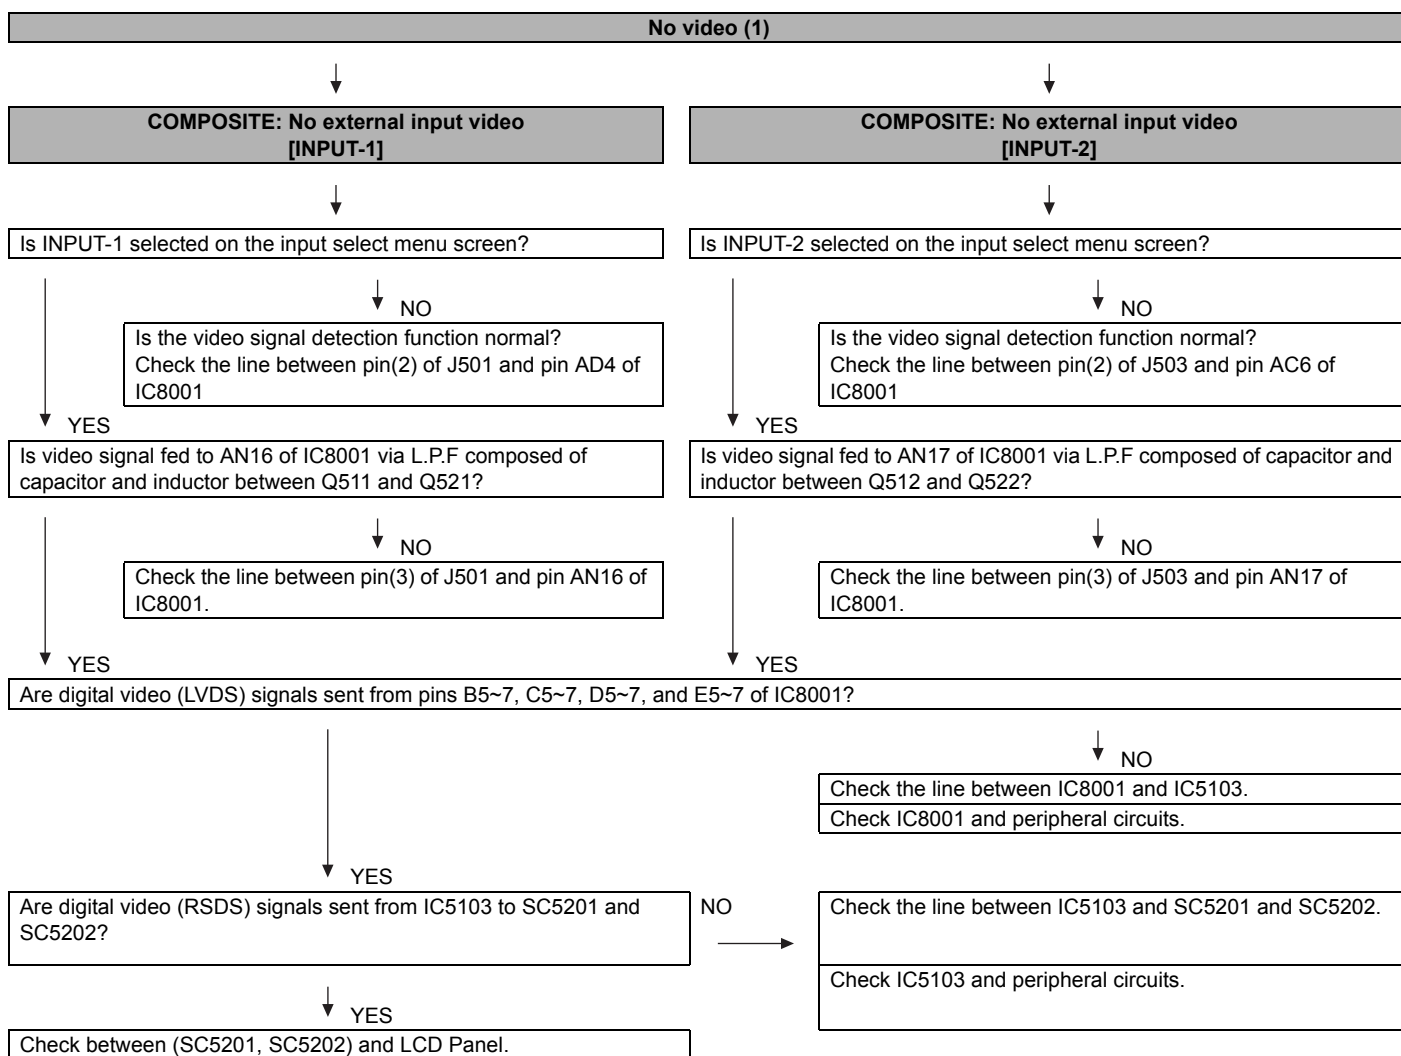 No video (1)
COMPOSITE: No external input video
[INPUT-1]
COMPOSITE: No external input video
[INPUT-2]
Is INPUT-1 selected on the input select menu screen?
Is INPUT-2 selected on the input select menu screen?
NO
NO
Is the video signal detection function normal?
Check the line between pin(2) of J501 and pin AD4 of
IC8001
Is the video signal detection function normal?
Check the line between pin(2) of J503 and pin AC6 of
IC8001
YES
YES
Is video signal fed to AN16 of IC8001 via L.P.F composed of
capacitor and inductor between Q511 and Q521?
Is video signal fed to AN17 of IC8001 via L.P.F composed of capacitor and
inductor between Q512 and Q522?
NO
NO
Check the line between pin(3) of J501 and pin AN16 of
IC8001.
Check the line between pin(3) of J503 and pin AN17 of
IC8001.
YES
YES
Are digital video (LVDS) signals sent from pins B5~7, C5~7, D5~7, and E5~7 of IC8001?
NO
Check the line between IC8001 and IC5103.
Check IC8001 and peripheral circuits.
YES
Are digital video (RSDS) signals sent from IC5103 to SC5201 and
SC5202?
NO
Check the line between IC5103 and SC5201 and SC5202.
Check IC5103 and peripheral circuits.
YES
Check between (SC5201, SC5202) and LCD Panel.